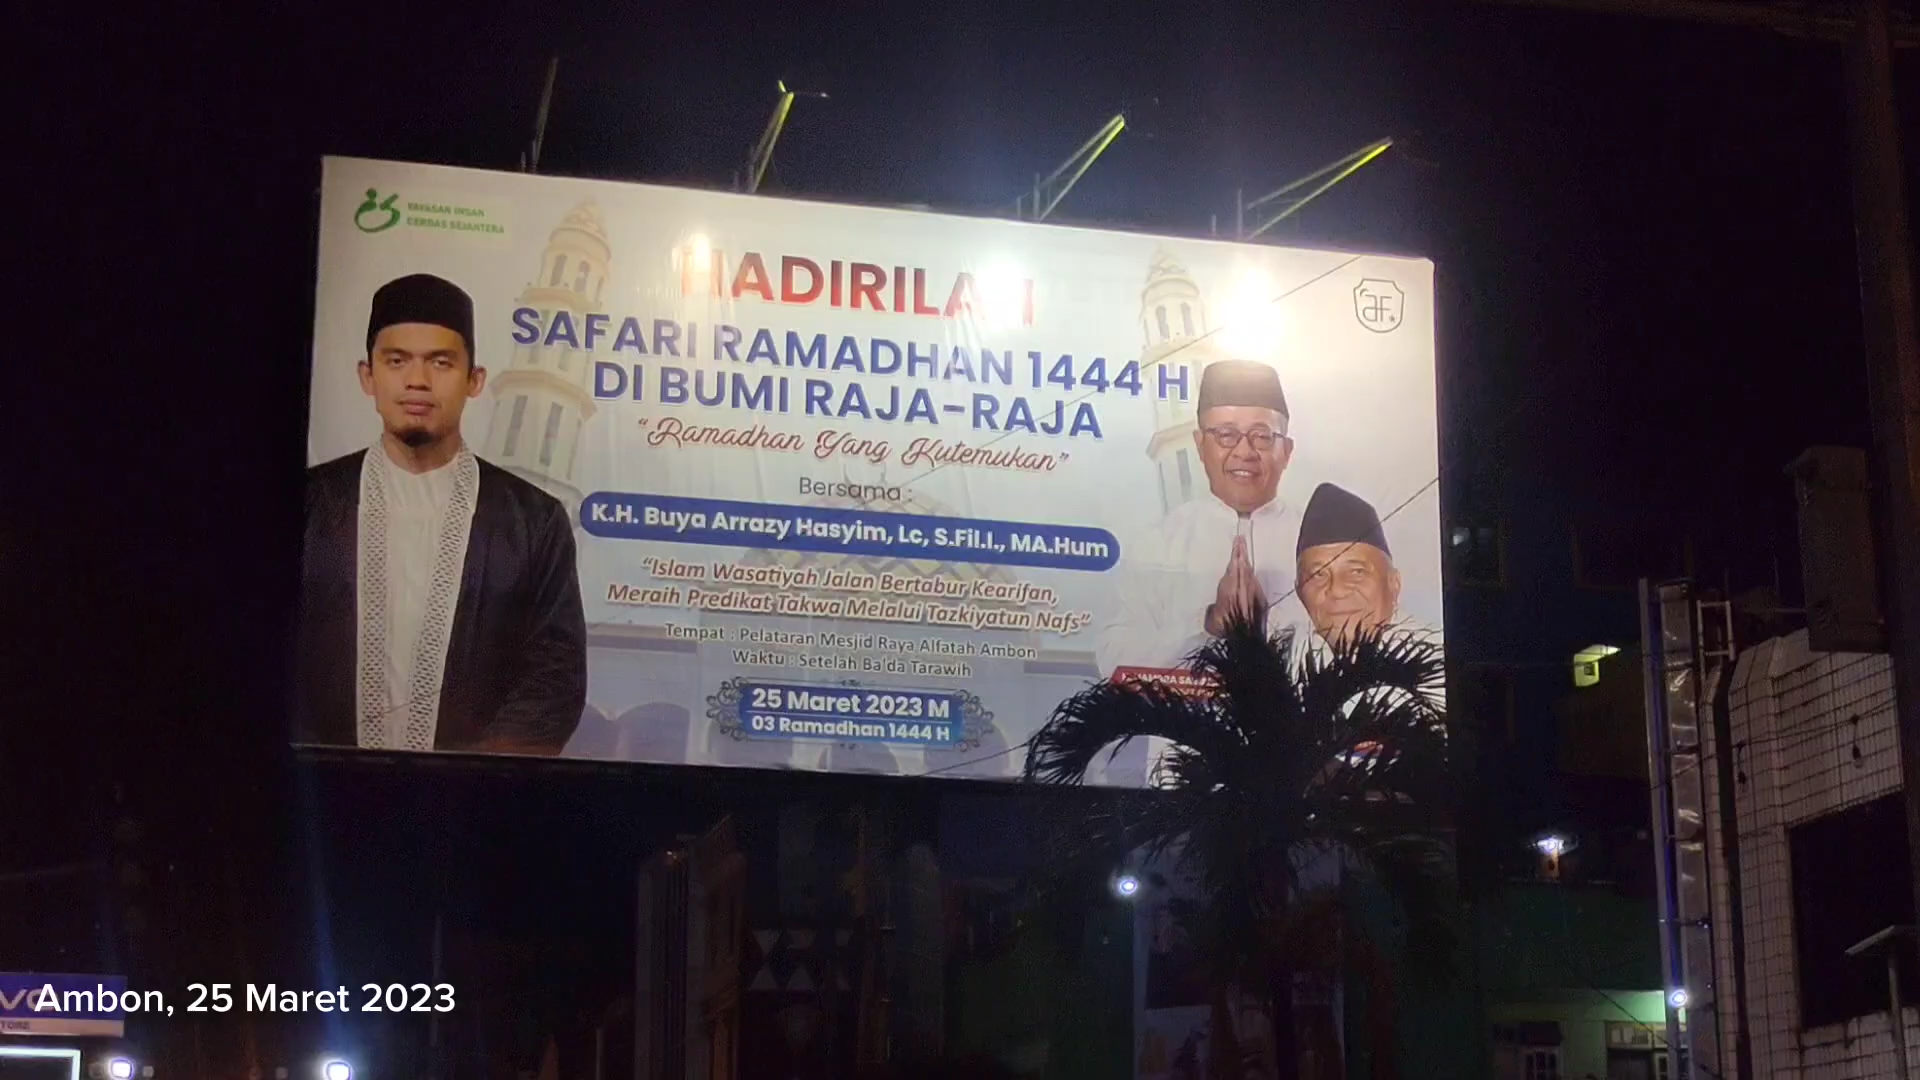 YAYASAN INSAN
CERDAS SEJAHTERA
HADIRILAH
SAFARI RAMADHAN 1444 H
DI BUMI RAJA-RAJA
"Ramadhan Yang Kutemukan"
Bersama :
K.H. Buya Arrazy Hasyim, Lc, S.Fil.I., MA.Hum
"Islam Wasatiyah Jalan Bertabur Kearifan,
Meraih Predikat Takwa Melalui Tazkiyatun Nafs"
Tempat : Pelataran Mesjid Raya Alfatah Ambon
Waktu : Setelah Ba'da Tarawih
25 Maret 2023 M
03 Ramadhan 1444 H
aF.
Ambon, 25 Maret 2023